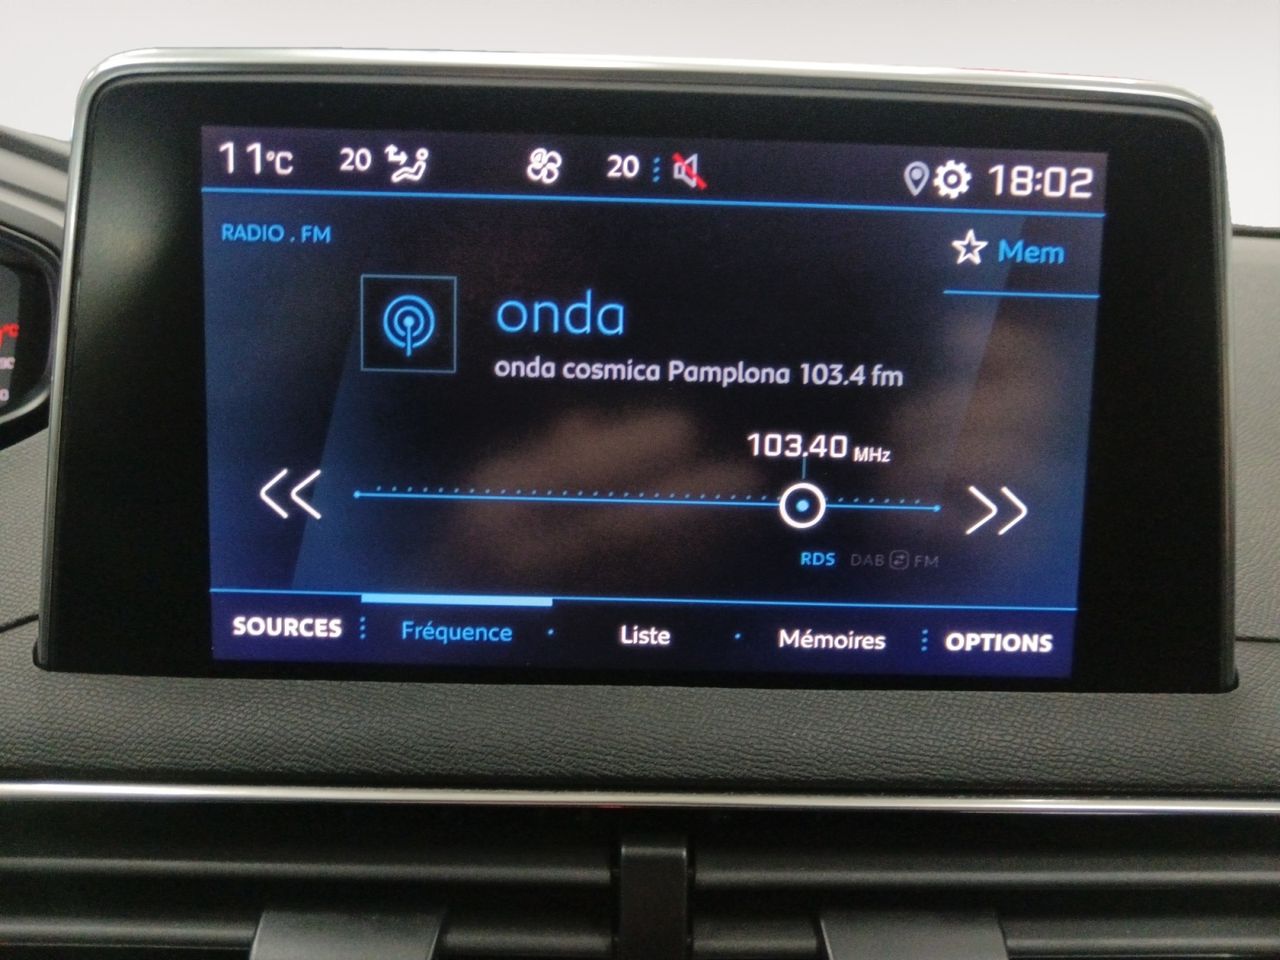 11°C 20 20 18:02
RADIO . FM
Mem
onda
onda cosmica Pamplona 103.4 fm
103.40 MHz
RDS DAB FM
SOURCES Fréquence Liste Mémoires OPTIONS